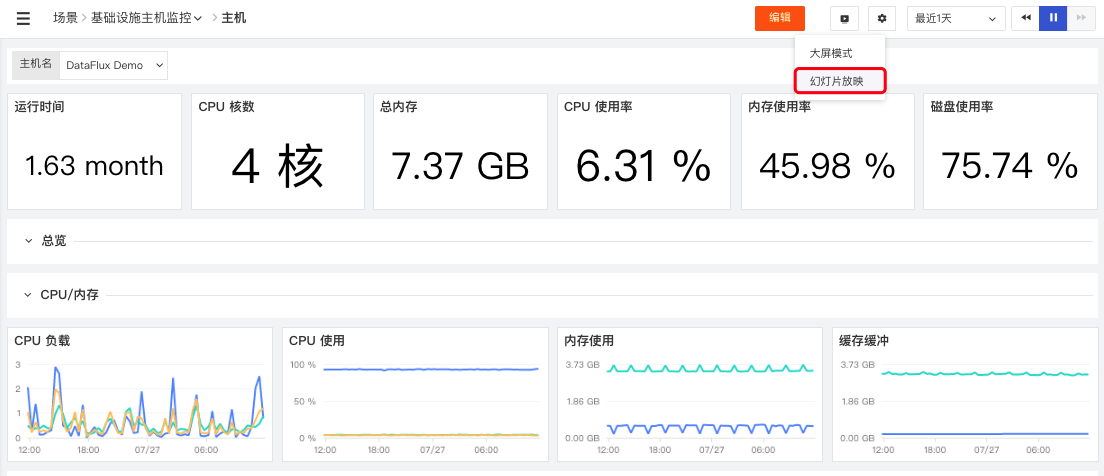 场景 > 基础设施主机监控 > 主机
编辑
最近1天
大屏模式
幻灯片放映
主机名 DataFlux Demo
运行时间
1.63 month
CPU 核数
4 核
总内存
7.37 GB
CPU 使用率
6.31 %
内存使用率
45.98 %
磁盘使用率
75.74 %
总览
CPU/内存
CPU 负载
3
2
1
0
12:00 18:00 07/27 06:00
CPU 使用
100 %
50 %
0 %
12:00 18:00 07/27 06:00
内存使用
3.73 GB
1.86 GB
0.00 GB
12:00 18:00 07/27 06:00
缓存缓冲
3.73 GB
1.86 GB
0.00 GB
12:00 18:00 07/27 06:00